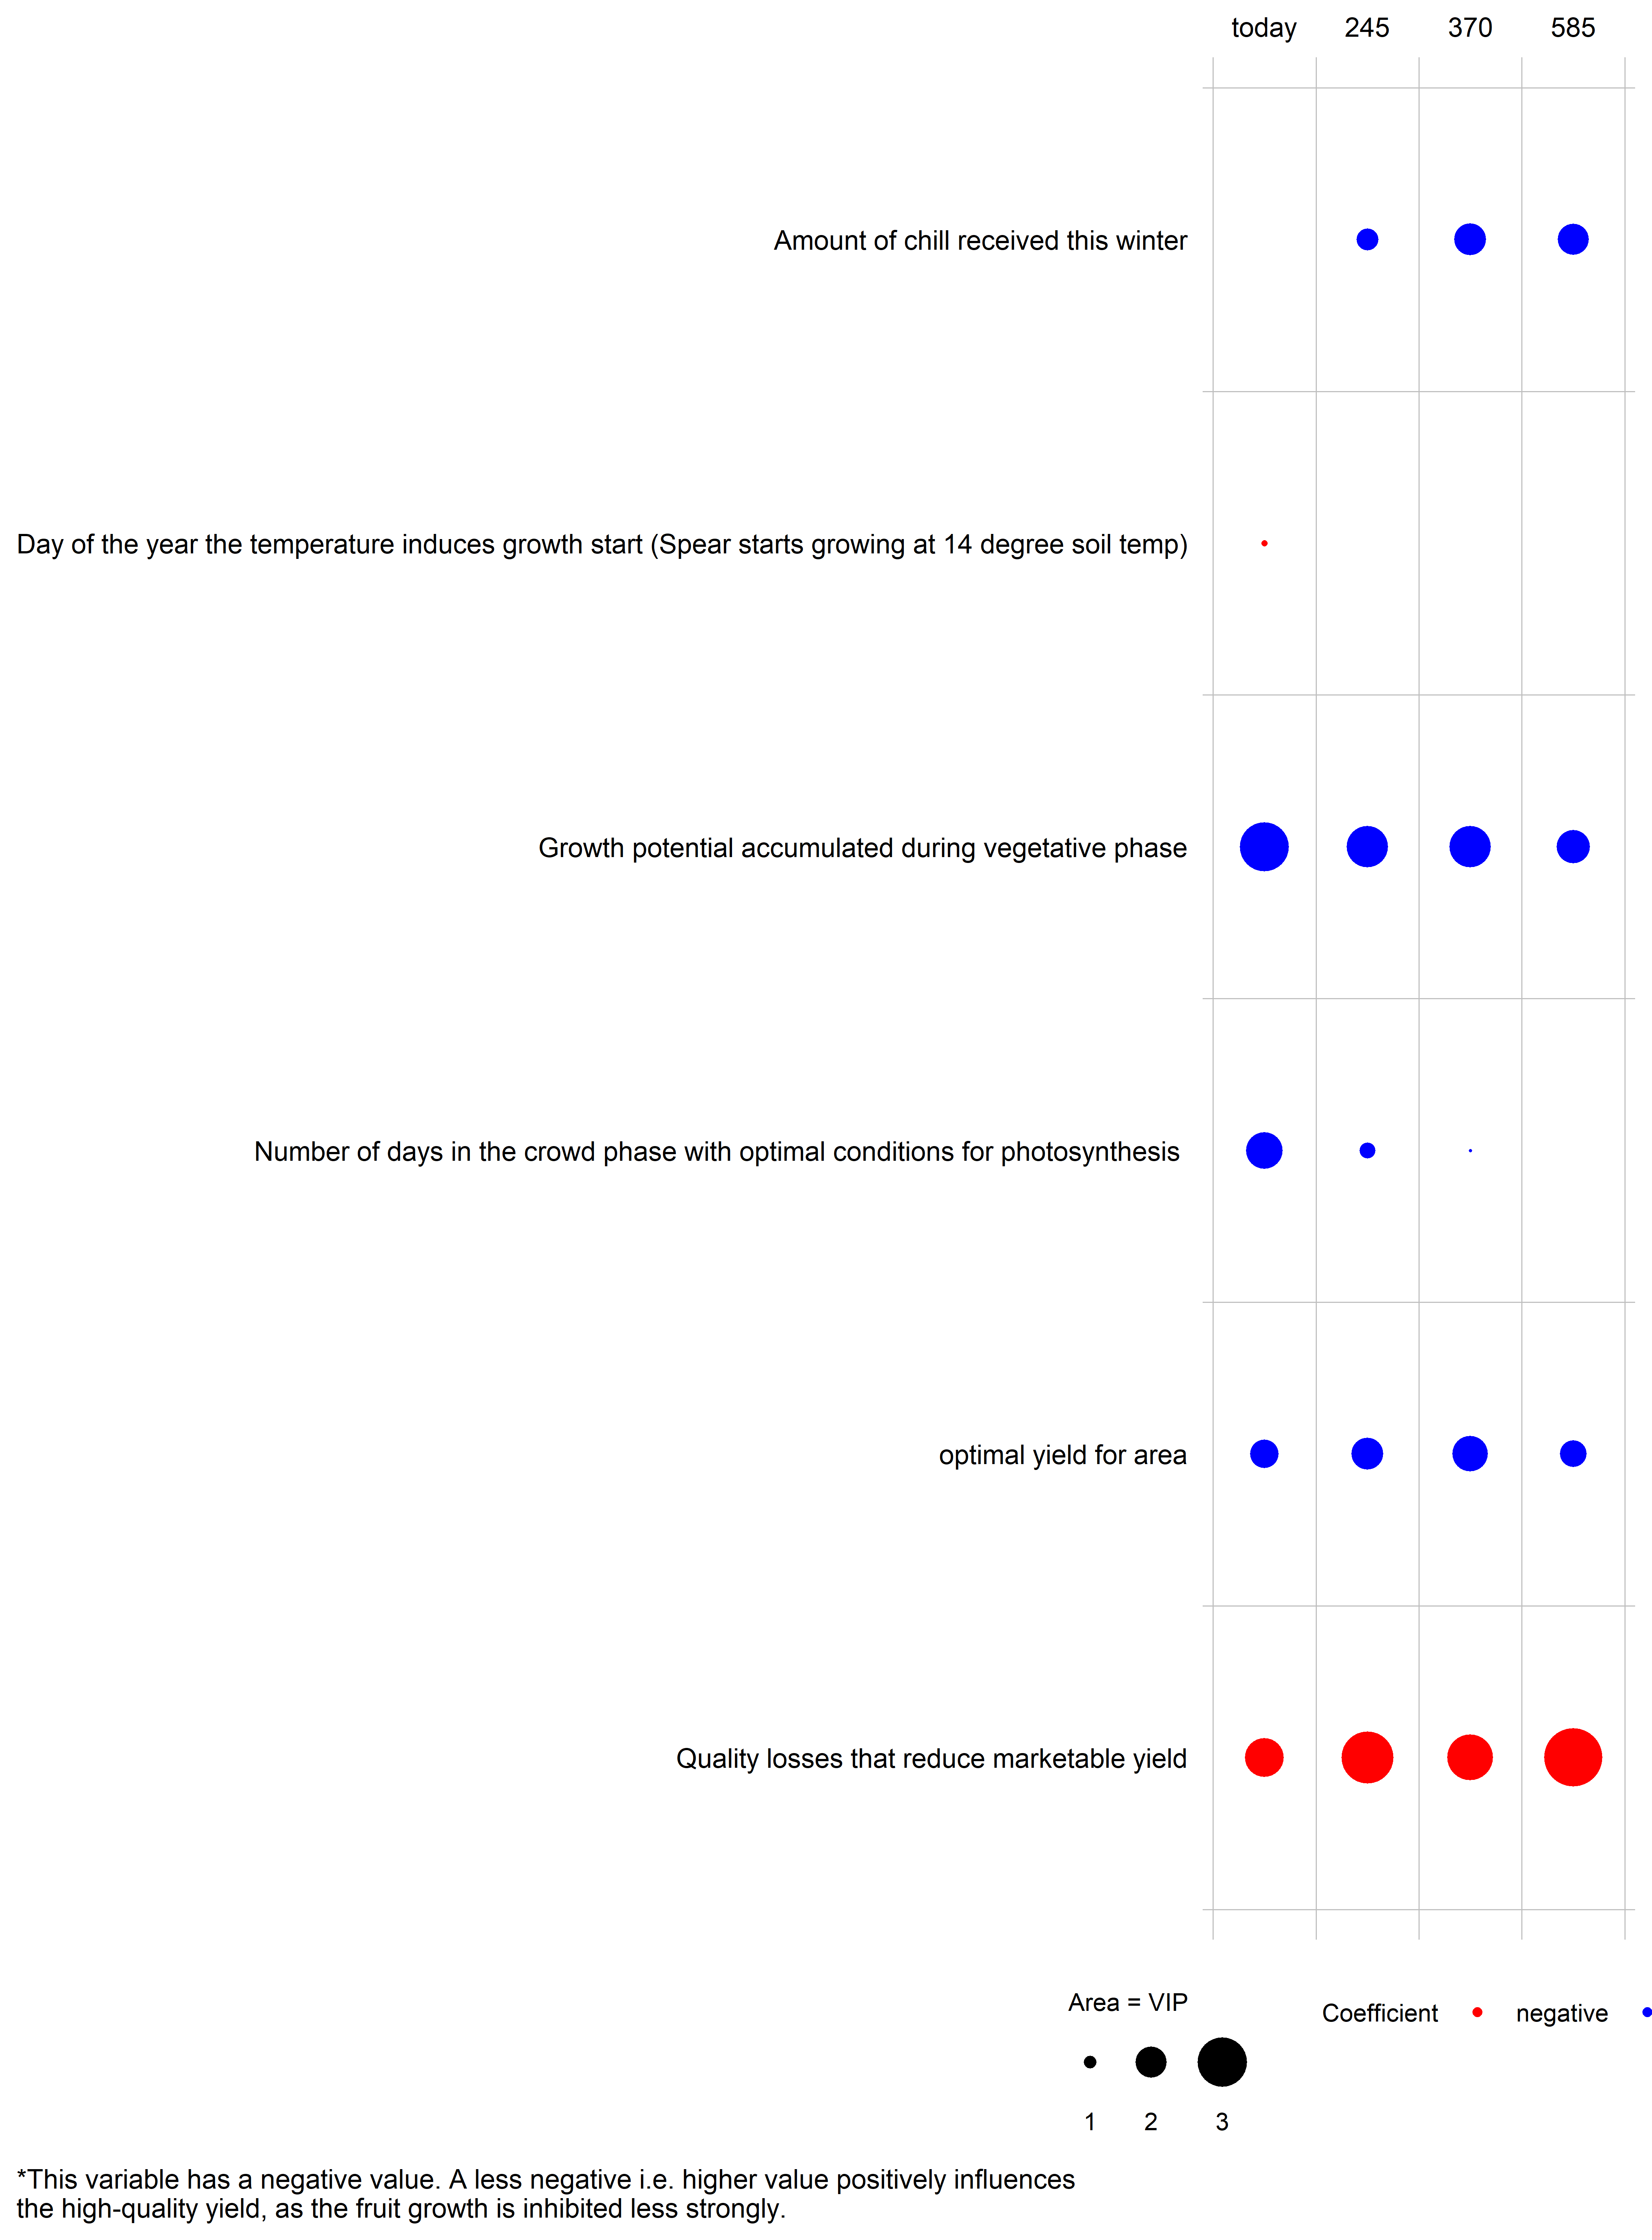 today 245 370 585
Amount of chill received this winter
Day of the year the temperature induces growth start (Spear starts growing at 14 degree soil temp)
Growth potential accumulated during vegetative phase
Number of days in the crowd phase with optimal conditions for photosynthesis
optimal yield for area
Quality losses that reduce marketable yield
Area = VIP
Coefficient negative
1 2 3
*This variable has a negative value. A less negative i.e. higher value positively influences
the high-quality yield, as the fruit growth is inhibited less strongly.